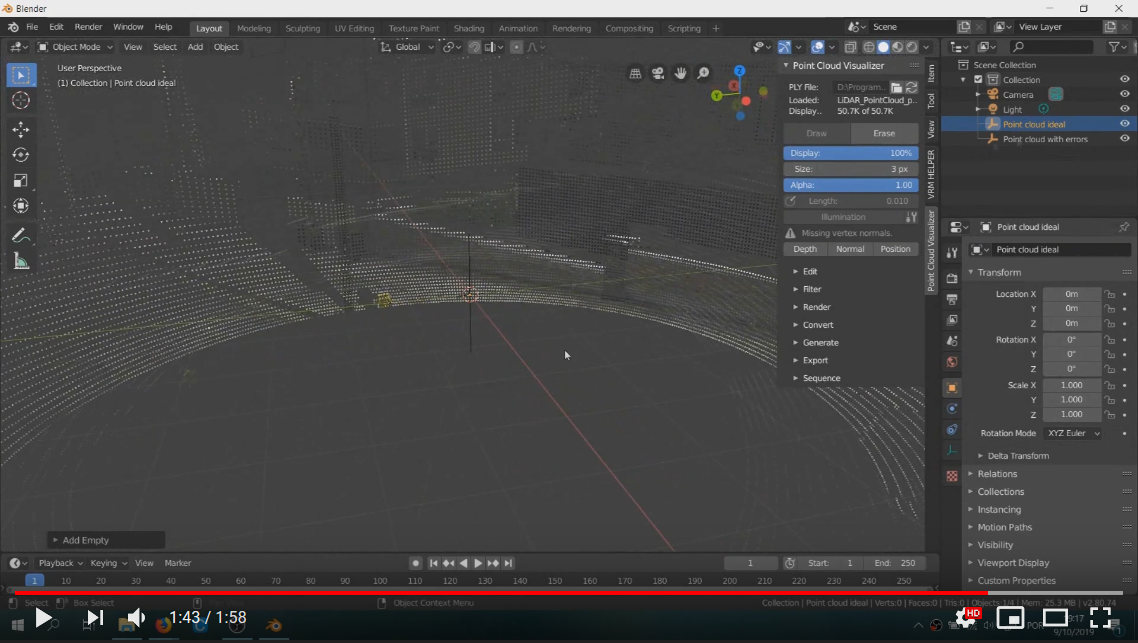 Blender
File Edit Render Window Help Layout Modeling Sculpting UV Editing Texture Paint Shading Animation Rendering Compositing Scripting + Scene View Layer
Object Mode View Select Add Object Global
User Perspective
(1) Collection | Point cloud ideal
Z
X
Y
Point Cloud Visualizer
PLY File: D:\Program...
Loaded: LiDAR_PointCloud_p...
Display... 50.7K of 50.7K
Draw Erase
Display: 100%
Size: 3 px
Alpha: 1.00
Length: 0.010
Illumination
Missing vertex normals.
Depth Normal Position
Edit
Filter
Render
Convert
Generate
Export
Sequence
Item
Tool
View
VRM HELPER
Point Cloud Visualizer
Scene Collection
Collection
Camera
Light
Point cloud ideal
Point cloud with errors
Point cloud ideal
Point cloud ideal
Transform
Location X 0m
Y 0m
Z 0m
Rotation X 0°
Y 0°
Z 0°
Scale X 1.000
Y 1.000
Z 1.000
Rotation Mode XYZ Euler
Delta Transform
Relations
Collections
Instancing
Motion Paths
Visibility
Viewport Display
Custom Properties
Add Empty
Playback Keying View Marker 1 Start: 1 End: 250
1 10 20 30 40 50 60 70 80 90 100 110 120 130 140 150 160 170 180 190 200 210 220 230 240 250
Select Box Select Object Context Menu Collection | Point cloud ideal | Verts:0 | Faces:0 | Tris:0 | Objects:1/4 | Mem: 25.3 MB | v2.80.74
1:43 / 1:58
HD
POR
9/10/2019